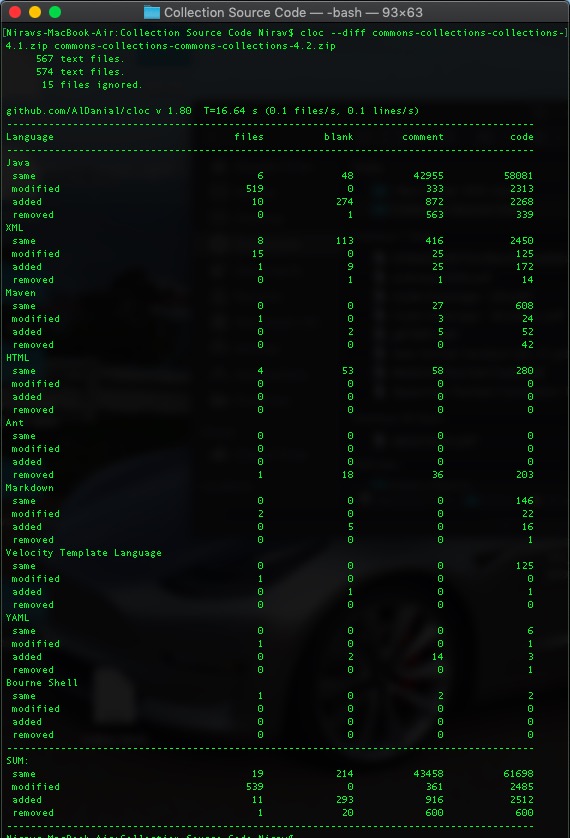 Collection Source Code — -bash — 93×63
[Niravs-MacBook-Air:Collection Source Code Nirav$ cloc --diff commons-collections-collections-]
4.1.zip commons-collections-commons-collections-4.2.zip
567 text files.
574 text files.
15 files ignored.
github.com/AlDanial/cloc v 1.80 T=16.64 s (0.1 files/s, 0.1 lines/s)
-------------------------------------------------------------------------------
Language files blank comment code
-------------------------------------------------------------------------------
Java
same 6 48 42955 58081
modified 519 0 333 2313
added 10 274 872 2268
removed 0 1 563 339
XML
same 8 113 416 2450
modified 15 0 25 125
added 1 9 25 172
removed 0 1 1 14
Maven
same 0 0 27 608
modified 1 0 3 24
added 0 2 5 52
removed 0 0 0 42
HTML
same 4 53 58 280
modified 0 0 0 0
added 0 0 0 0
removed 0 0 0 0
Ant
same 0 0 0 0
modified 0 0 0 0
added 0 0 0 0
removed 1 18 36 203
Markdown
same 0 0 0 146
modified 2 0 0 22
added 0 5 0 16
removed 0 0 0 1
Velocity Template Language
same 0 0 0 125
modified 1 0 0 0
added 0 1 0 1
removed 0 0 0 0
YAML
same 0 0 0 6
modified 1 0 0 1
added 0 2 14 3
removed 0 0 0 1
Bourne Shell
same 1 0 2 2
modified 0 0 0 0
added 0 0 0 0
removed 0 0 0 0
-------------------------------------------------------------------------------
SUM:
same 19 214 43458 61698
modified 539 0 361 2485
added 11 293 916 2512
removed 1 20 600 600
-------------------------------------------------------------------------------
Niravs-MacBook-Air:Collection Source Code Nirav$